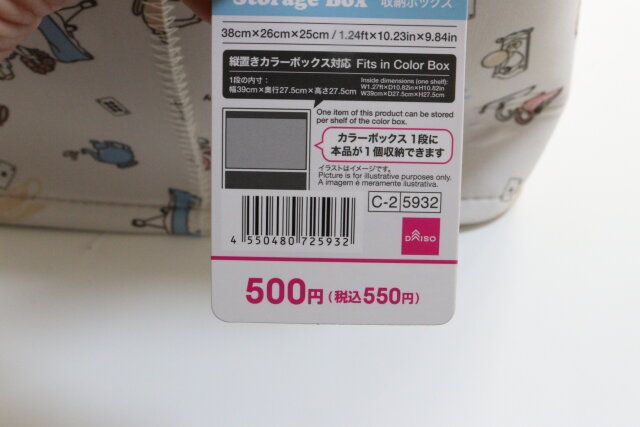 Storage Box 収納ボックス
38cm×26cm×25cm / 1.24ft×10.23in×9.84in
縦置きカラーボックス対応 Fits in Color Box
1段の内寸：
幅39cm×奥行27.5cm×高さ27.5cm
Inside dimensions (one shelf):
W1.27ft×D10.82in×H10.82in
W39cm×D27.5cm×H27.5cm
One item of this product can be stored
per shelf of the color box.
カラーボックス 1段に
本品が1個収納できます
イラストはイメージです。
Picture is for illustrative purposes only.
A imagem é meramente ilustrativa.
C-2 5932
4 550480 725932
DAISO
500円(税込550円)